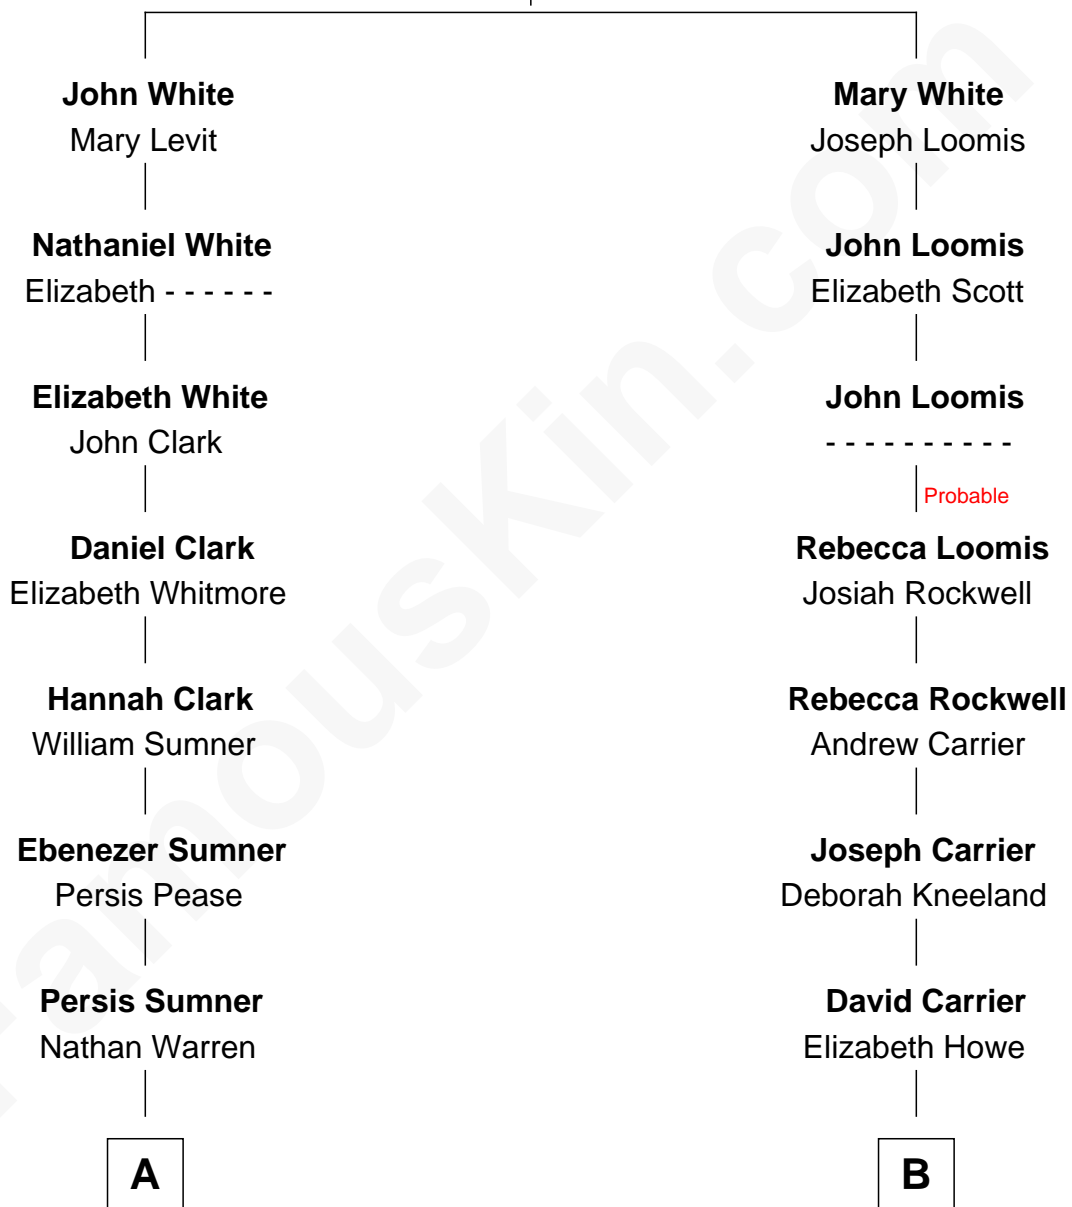 John White
Mary Levit
Mary White
Joseph Loomis
Nathaniel White
Elizabeth - - - - - -
John Loomis
Elizabeth Scott
Elizabeth White
John Clark
John Loomis
- - - - - - - - - -
Probable
Daniel Clark
Elizabeth Whitmore
Rebecca Loomis
Josiah Rockwell
Hannah Clark
William Sumner
Rebecca Rockwell
Andrew Carrier
Ebenezer Sumner
Persis Pease
Joseph Carrier
Deborah Kneeland
Persis Sumner
Nathan Warren
David Carrier
Elizabeth Howe
A
B
FamousKin.com